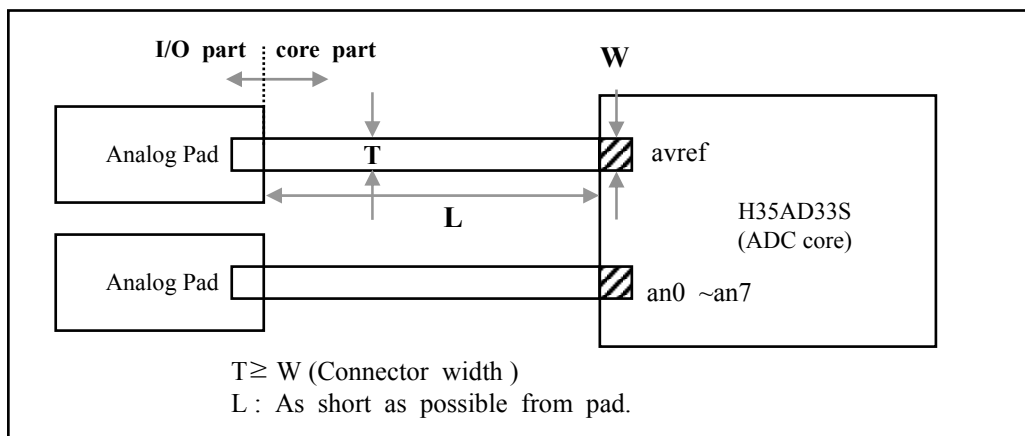 I/O part core part
W
Analog Pad
T
avref
L
H35AD33S
(ADC core)
Analog Pad
an0 ~an7
T≥ W (Connector width )
L : As short as possible from pad.